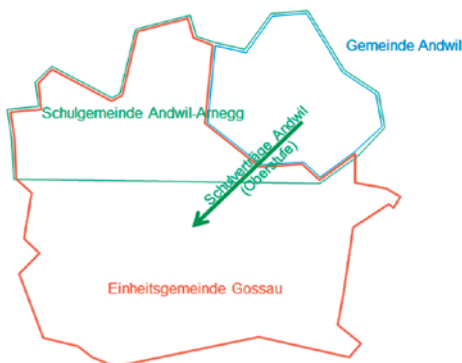 Gemeinde Andwil
Schulgemeinde Andwil-Arnegg
Schulverträge Andwil
(Oberstufe)
Einheitsgemeinde Gossau